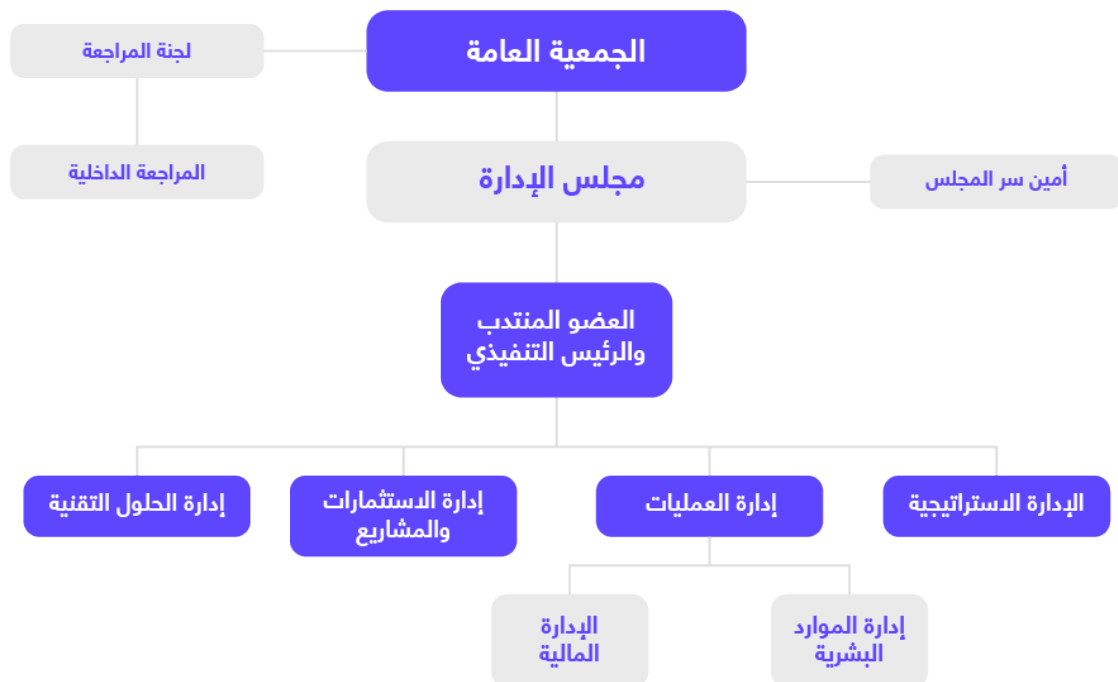 الجمعية العامة
لجنة المراجعة
مجلس الإدارة
أمين سر المجلس
المراجعة الداخلية
العضو المنتدب
والرئيس التنفيذي
الإدارة الاستراتيجية
إدارة العمليات
إدارة الاستثمارات
والمشاريع
إدارة الحلول التقنية
إدارة الموارد
البشرية
الإدارة
المالية